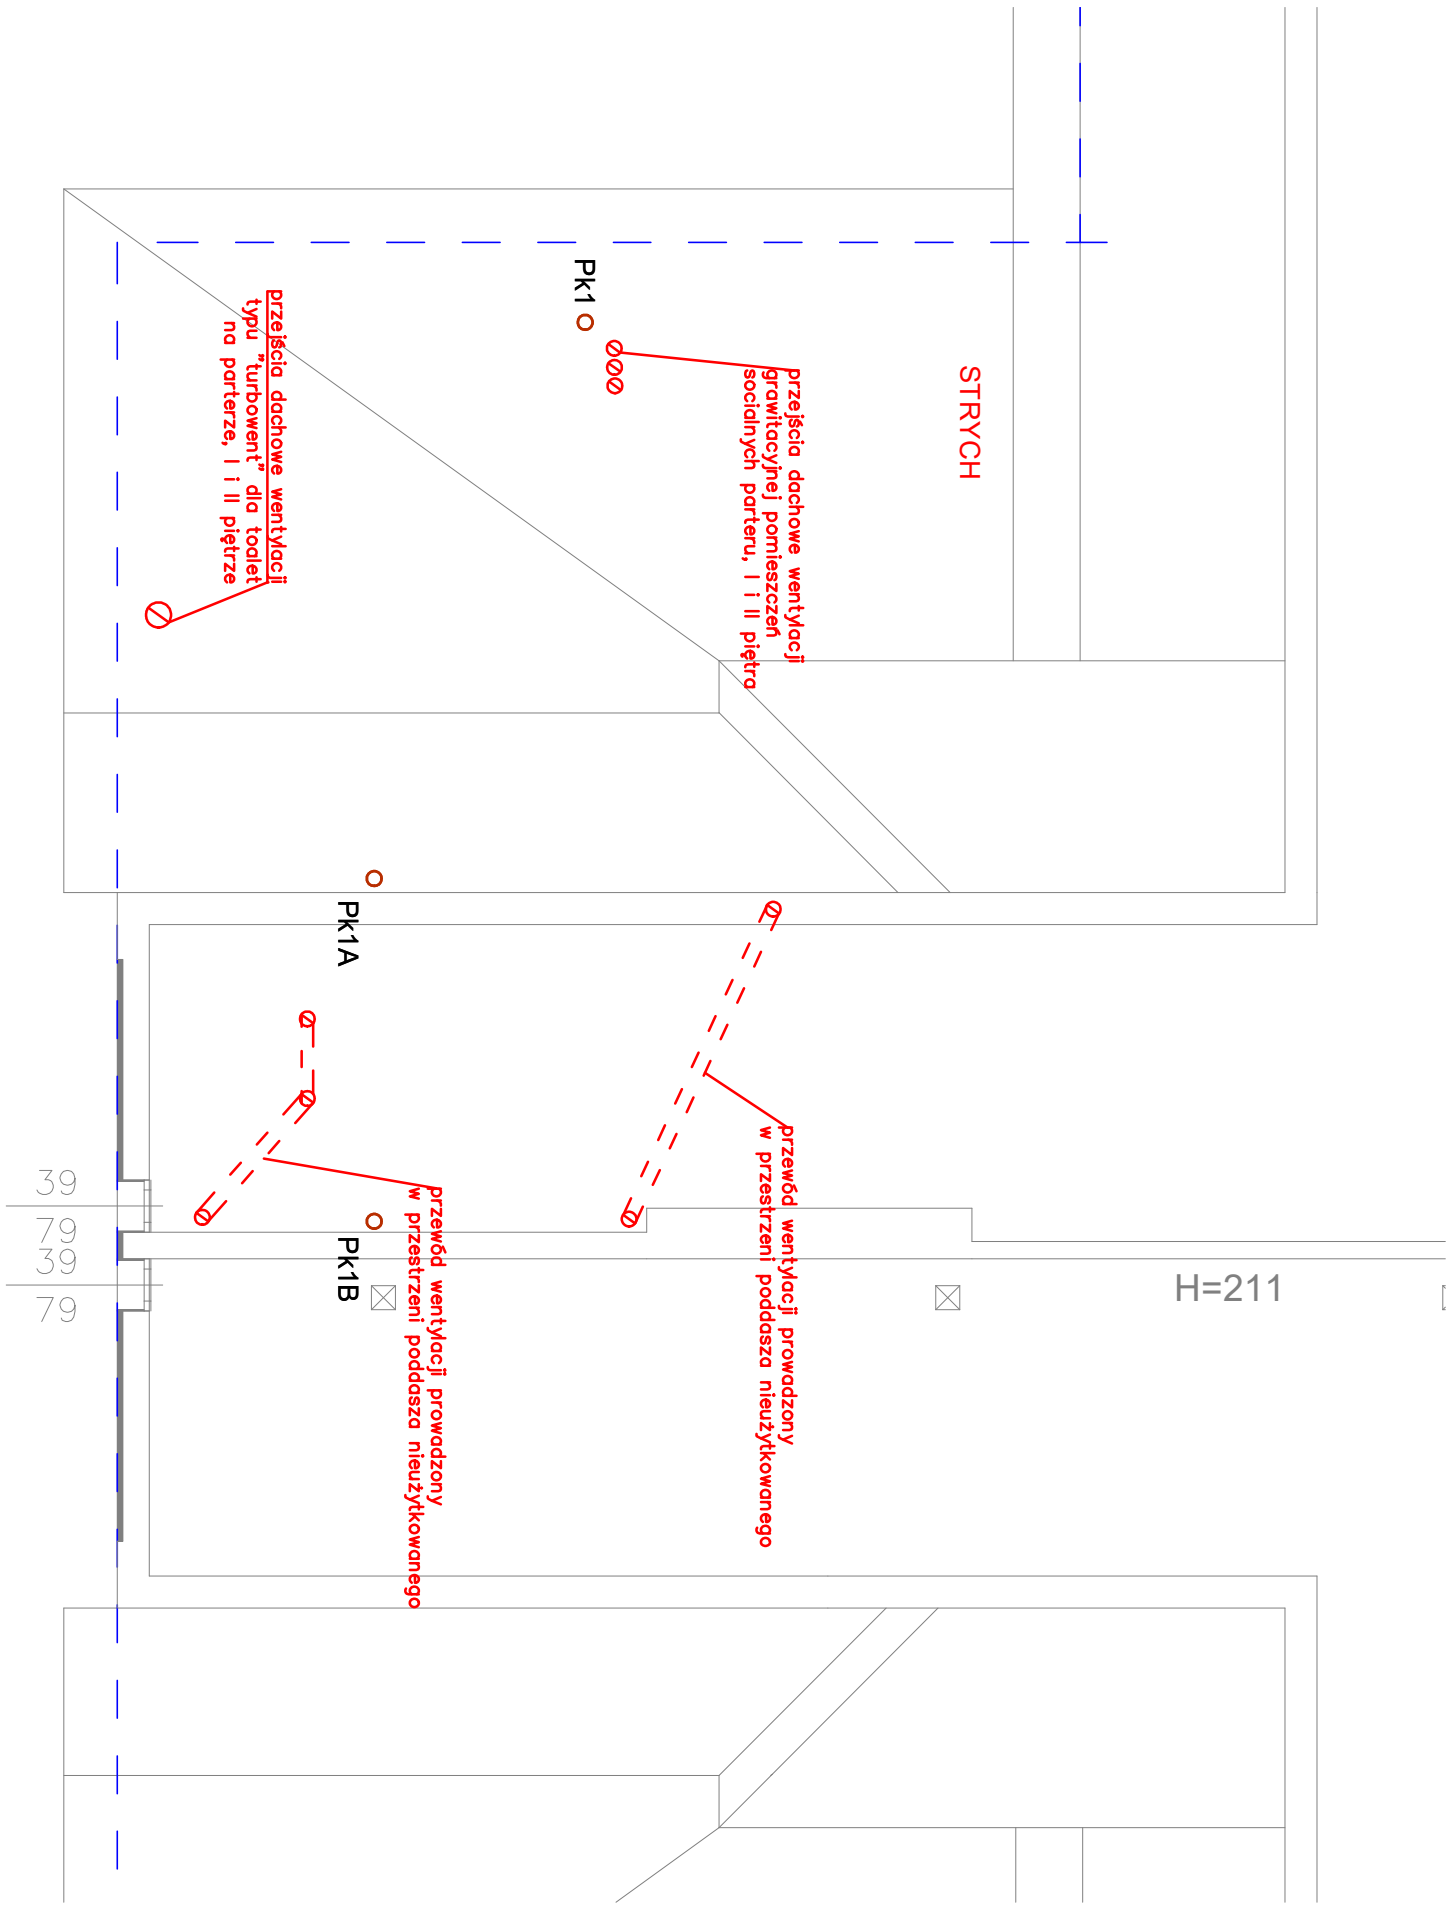 STRYCH
Pk1
przejścia dachowe wentylacji
grawitacyjnej pomieszczeń
socialnych parteru, I i II piętra
przejścia dachowe wentylacji
typu "turbowent" dla toalet
na parterze, I i II piętrze
Pk1A
Pk1B
przewód wentylacji prowadzony
w przestrzeni poddasza nieużytkowanego
przewód wentylacji prowadzony
w przestrzeni poddasza nieużytkowanego
H=211
39
79
39
79